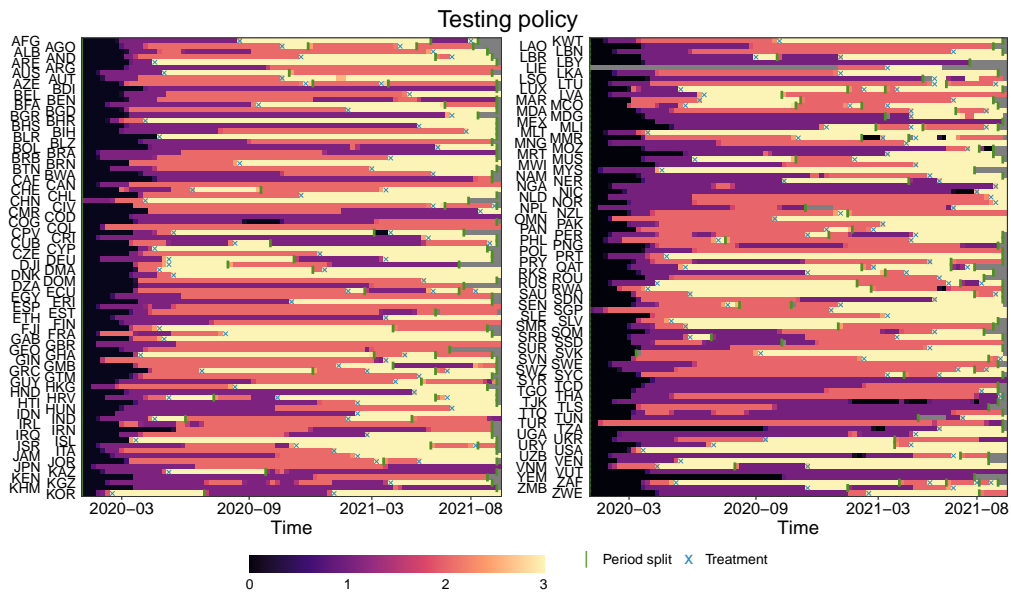 Testing policy
AFG
AGO
ALB
AND
ARE
ARG
AUS
AUT
AZE
BDI
BEL
BEN
BFA
BGD
BGR
BHR
BHS
BIH
BLR
BLZ
BOL
BRA
BRB
BRN
BTN
BWA
CAF
CAN
CHE
CHL
CHN
CIV
CMR
COD
COG
COL
CPV
CRI
CUB
CYP
CZE
DEU
DJI
DMA
DNK
DOM
DZA
ECU
EGY
ERI
ESP
EST
ETH
FIN
FJI
FRA
GAB
GBR
GEO
GHA
GIN
GMB
GRC
GTM
GUY
HKG
HND
HRV
HTI
HUN
IDN
IND
IRL
IRN
IRQ
ISL
ISR
ITA
JAM
JOR
JPN
KAZ
KEN
KGZ
KHM
KOR
2020−03 2020−09 2021−03 2021−08
Time
KWT
LAO
LBN
LBR
LBY
LIE
LKA
LSO
LTU
LUX
LVA
MAR
MCO
MDA
MDG
MEX
MLI
MLT
MMR
MNG
MOZ
MRT
MUS
MWI
MYS
NAM
NER
NGA
NIC
NLD
NOR
NPL
NZL
OMN
PAK
PAN
PER
PHL
PNG
POL
PRT
PRY
QAT
RKS
ROU
RUS
RWA
SAU
SDN
SEN
SGP
SLE
SLV
SMR
SOM
SRB
SSD
SUR
SVK
SVN
SWE
SWZ
SYC
SYR
TCD
TGO
THA
TJK
TLS
TTO
TUN
TUR
TZA
UGA
UKR
URY
USA
UZB
VEN
VNM
VUT
YEM
ZAF
ZMB
ZWE
2020−03 2020−09 2021−03 2021−08
Time
0 1 2 3
Period split
Treatment